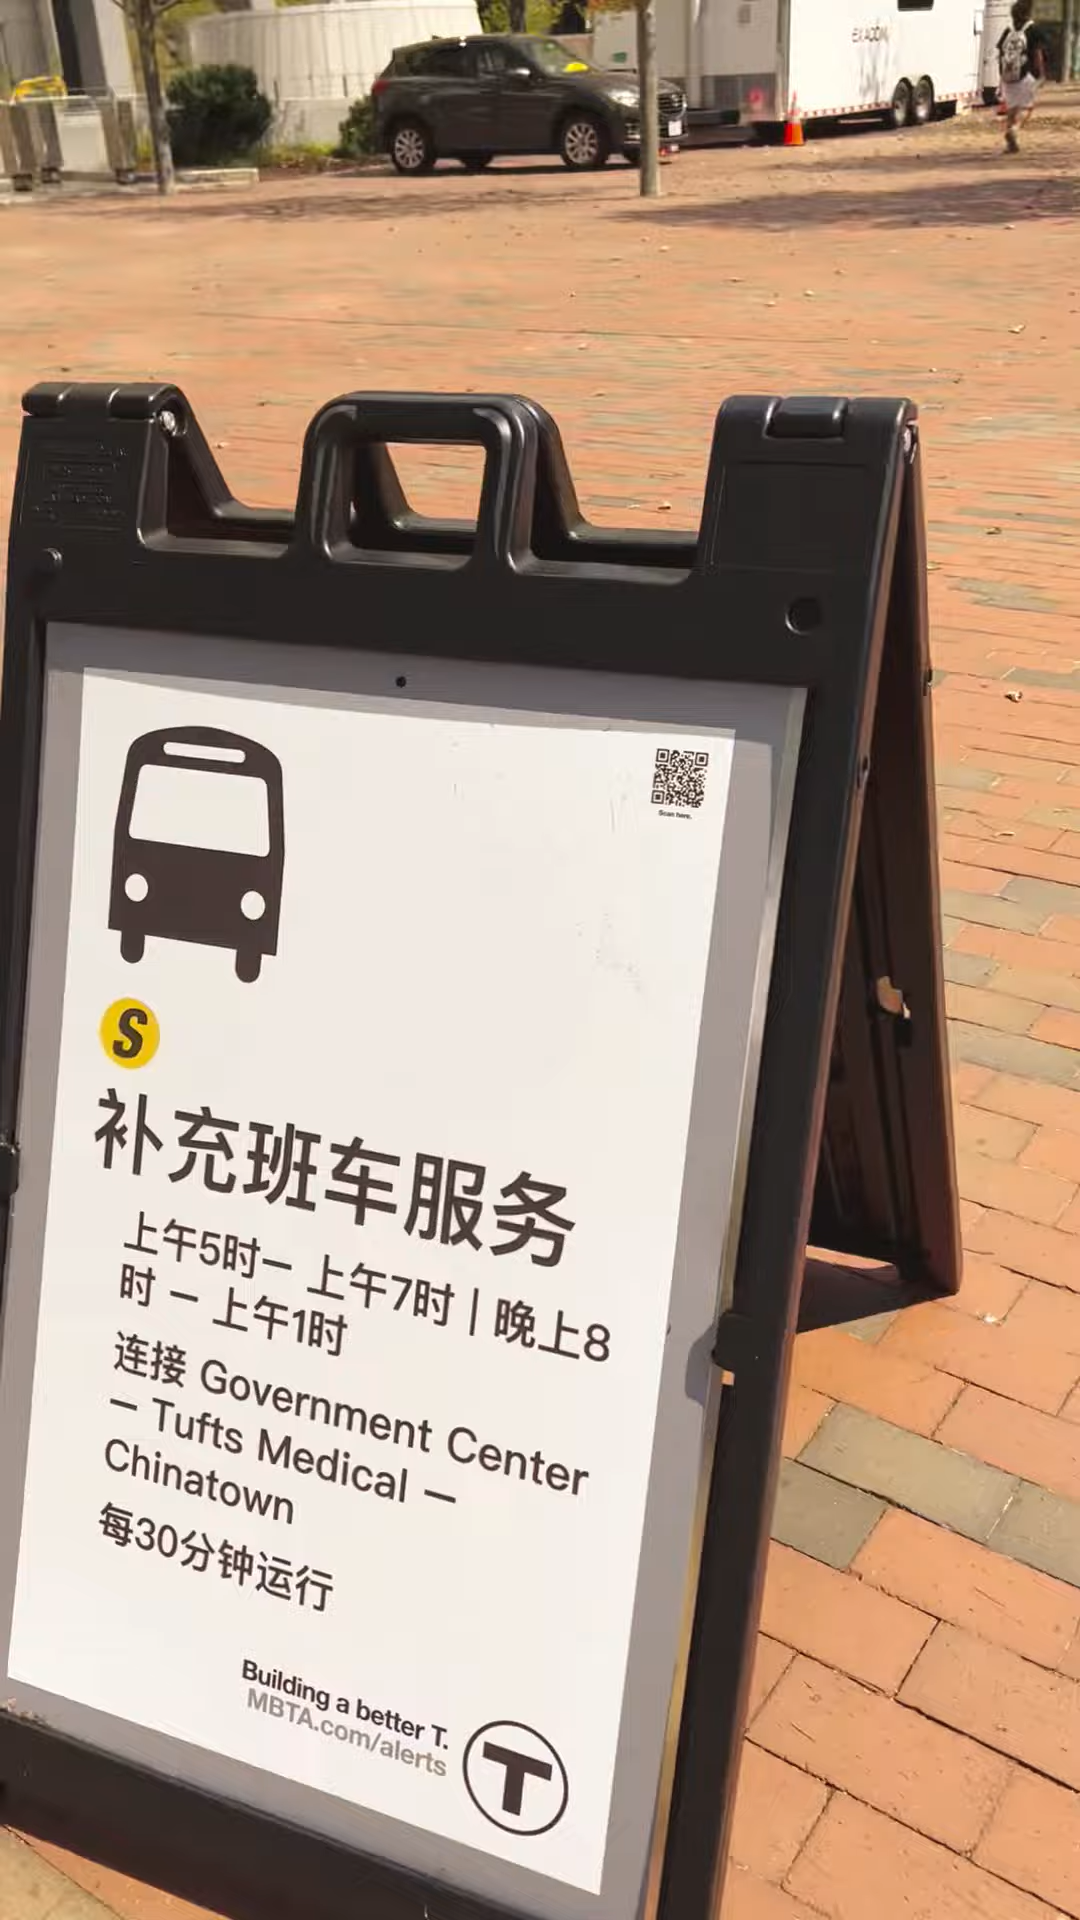 Scan here.
S
补充班车服务
上午5时— 上午7时 | 晚上8
时 — 上午1时
连接 Government Center
— Tufts Medical —
Chinatown
每30分钟运行
Building a better T.
MBTA.com/alerts
T